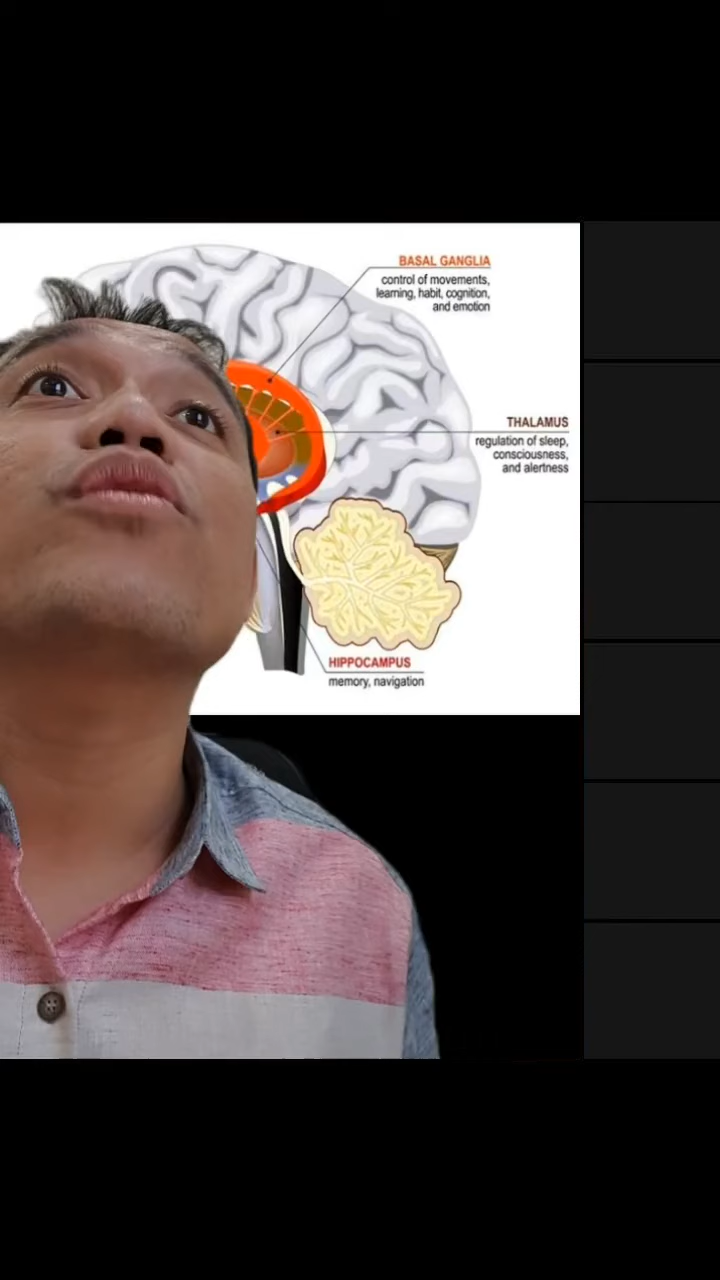 BASAL GANGLIA
control of movements,
learning, habit, cognition,
and emotion
THALAMUS
regulation of sleep,
consciousness,
and alertness
HIPPOCAMPUS
memory, navigation